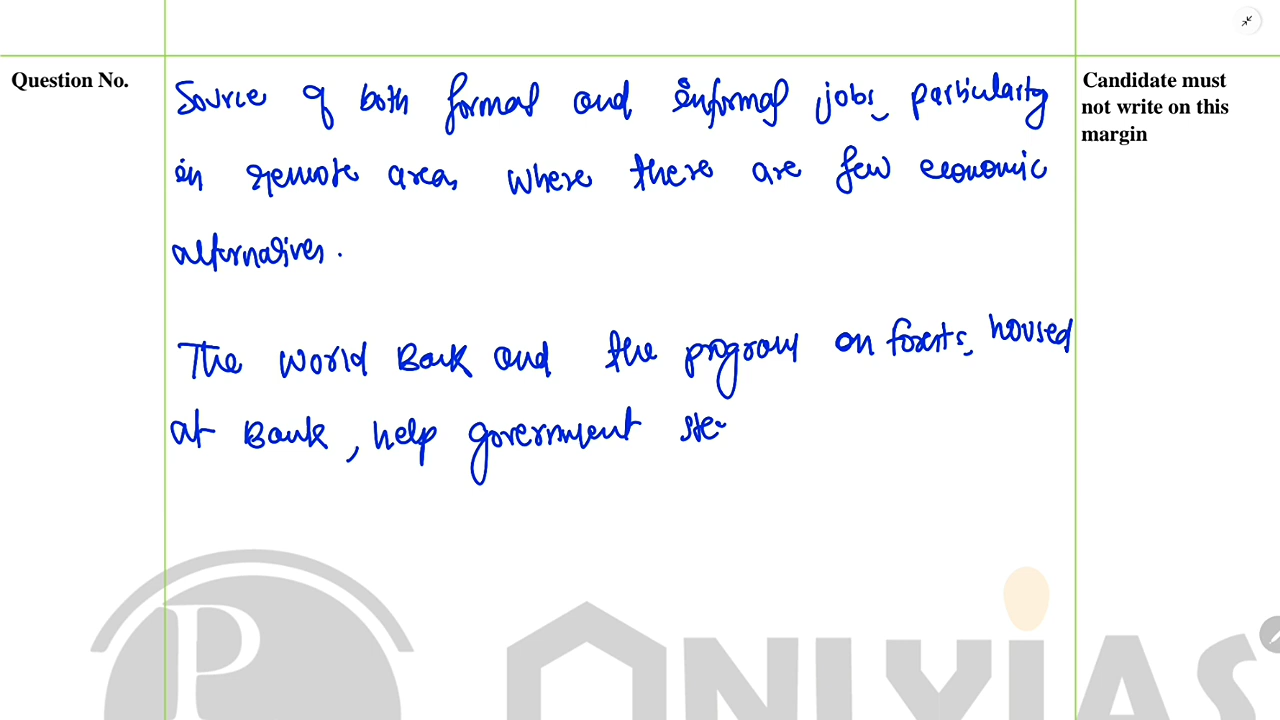 Question No.
Source of both formal and informal jobs, particularly
in remote areas, where there are few economic
alternatives.
The World Bank and the program on forests, housed
at Bank, help government
Candidate must
not write on this
margin
P
ONLYIAS